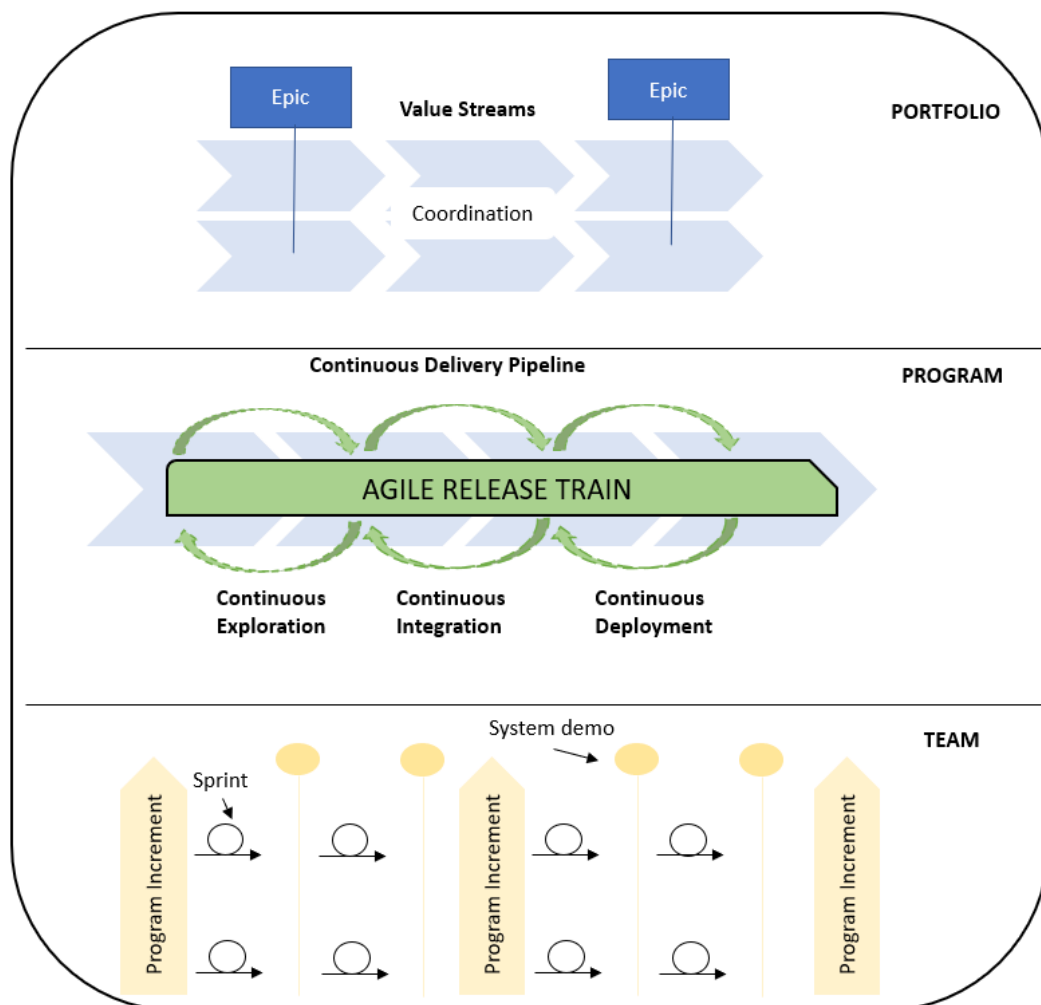 Epic
Epic
Value Streams
PORTFOLIO
Coordination
Continuous Delivery Pipeline
PROGRAM
AGILE RELEASE TRAIN
Continuous
Exploration
Continuous
Integration
Continuous
Deployment
System demo
TEAM
Sprint
Program Increment
Program Increment
Program Increment